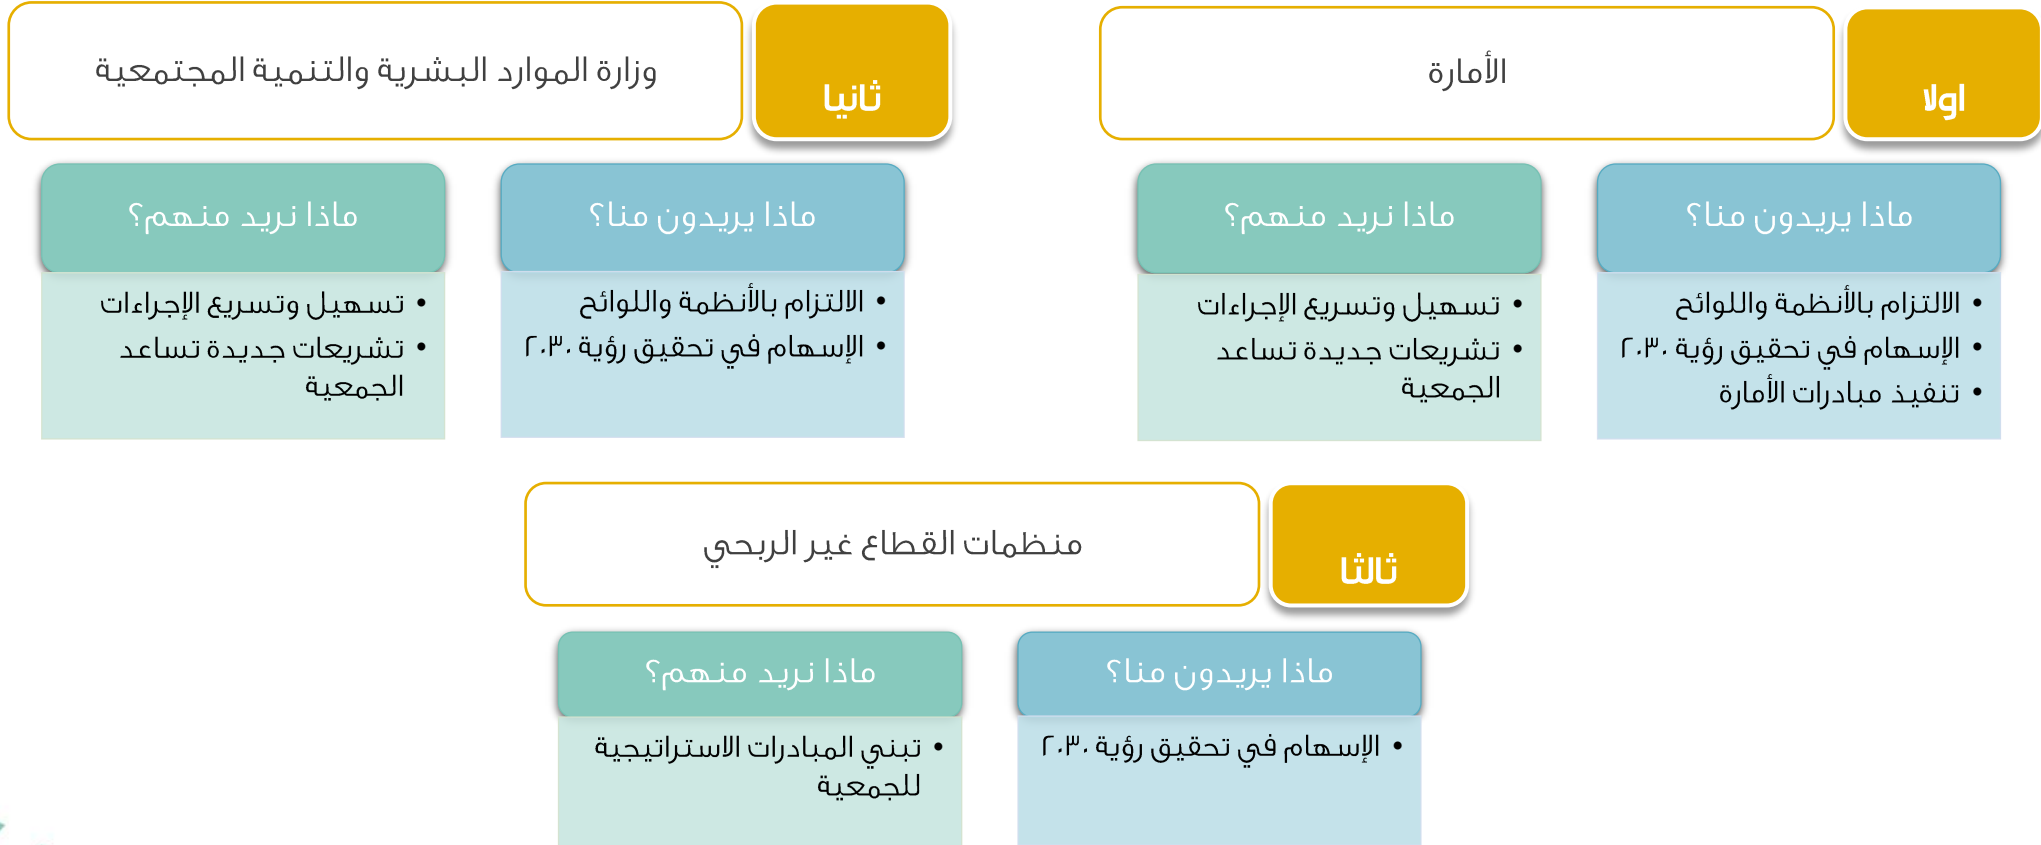 اولا
الأمارة
ماذا يريدون منا؟
• الالتزام بالأنظمة واللوائح
• الإسهام في تحقيق رؤية ٢٠٣٠
• تنفيذ مبادرات الأمارة
ماذا نريد منهم؟
• تسهيل وتسريع الإجراءات
• تشريعات جديدة تساعد
الجمعية
ثانيا
وزارة الموارد البشرية والتنمية المجتمعية
ماذا يريدون منا؟
• الالتزام بالأنظمة واللوائح
• الإسهام في تحقيق رؤية ٢٠٣٠
ماذا نريد منهم؟
• تسهيل وتسريع الإجراءات
• تشريعات جديدة تساعد
الجمعية
ثالثا
منظمات القطاع غير الربحي
ماذا يريدون منا؟
• الإسهام في تحقيق رؤية ٢٠٣٠
ماذا نريد منهم؟
• تبني المبادرات الاستراتيجية
للجمعية